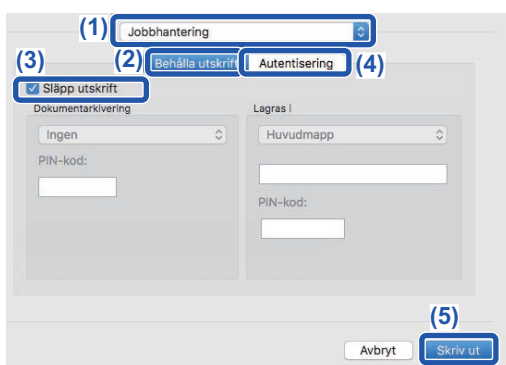 (1) Jobbhantering
(3) (2) Behålla utskrift Autentisering (4)
Släpp utskrift
Dokumentarkivering Lagras i
Ingen Huvudmapp
PIN-kod:
PIN-kod:
(5)
Avbryt Skriv ut